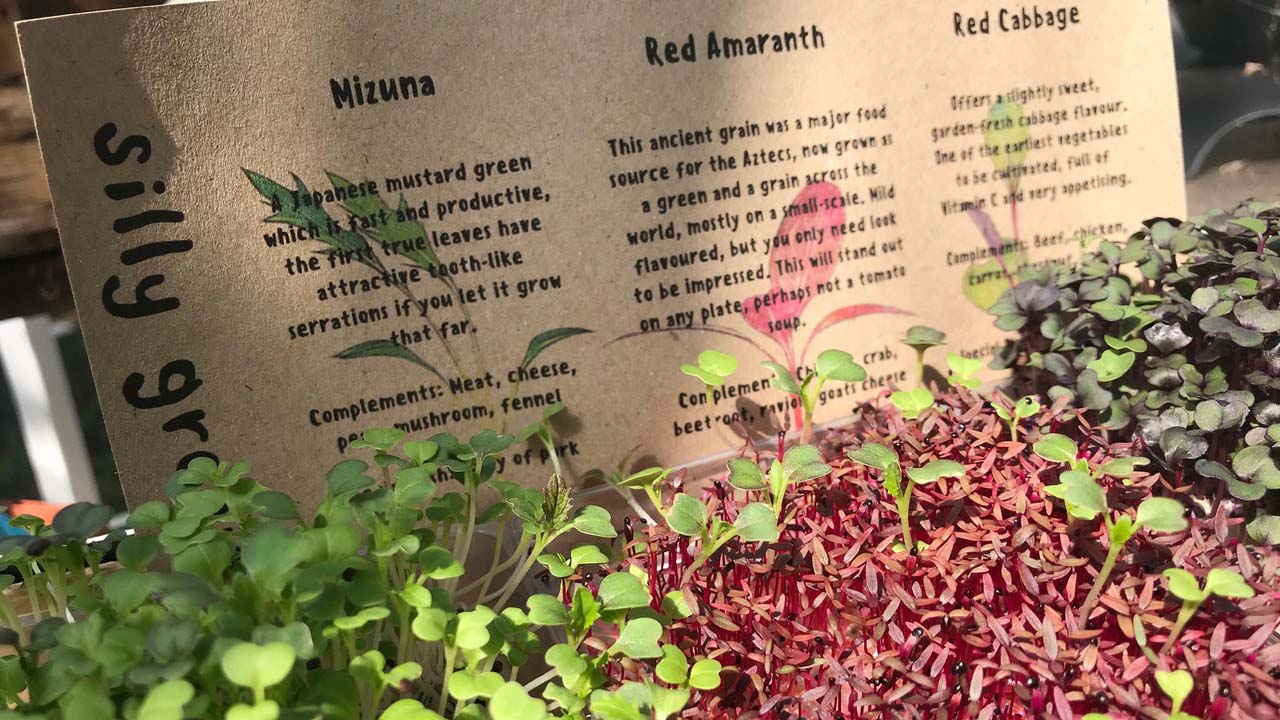 silly gr
Mizuna
A Japanese mustard green
which is fast and productive,
the first true leaves have
attractive tooth-like
serrations if you let it grow
that far.
Complements: Meat, cheese,
mushroom, fennel
of pork
Red Amaranth
This ancient grain was a major food
source for the Aztecs, now grown as
a green and a grain across the
world, mostly on a small-scale. Mild
flavoured, but you only need look
to be impressed. This will stand out
on any plate, perhaps not a tomato
soup.
crab,
beetroot, goats cheese
Red Cabbage
Offers a slightly sweet,
garden-fresh cabbage flavour.
One of the earliest vegetables
to be cultivated, full of
Vitamin C and very appetising.
Complements: Beef, chicken,